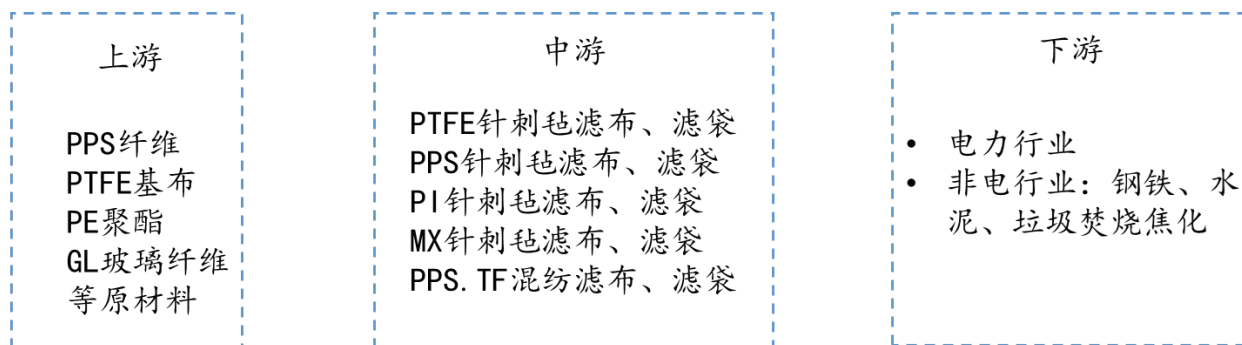 上游
PPS纤维
PTFE基布
PE聚酯
GL玻璃纤维
等原材料
中游
PTFE针刺毡滤布、滤袋
PPS针刺毡滤布、滤袋
PI针刺毡滤布、滤袋
MX针刺毡滤布、滤袋
PPS.TF混纺滤布、滤袋
下游
• 电力行业
• 非电行业：钢铁、水
泥、垃圾焚烧焦化